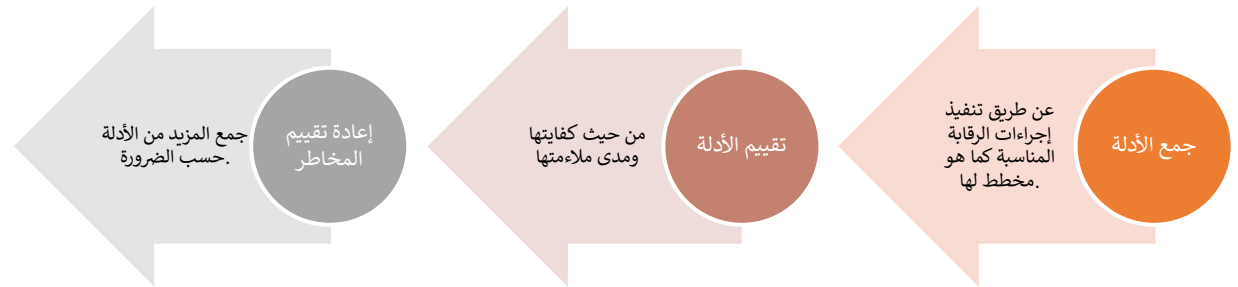 جمع الأدلة
عن طريق تنفيذ
إجراءات الرقابة
المناسبة كما هو
مخطط لها.
تقييم الأدلة
من حيث كفايتها
ومدى ملاءمتها
إعادة تقييم
المخاطر
جمع المزيد من الأدلة
حسب الضرورة.